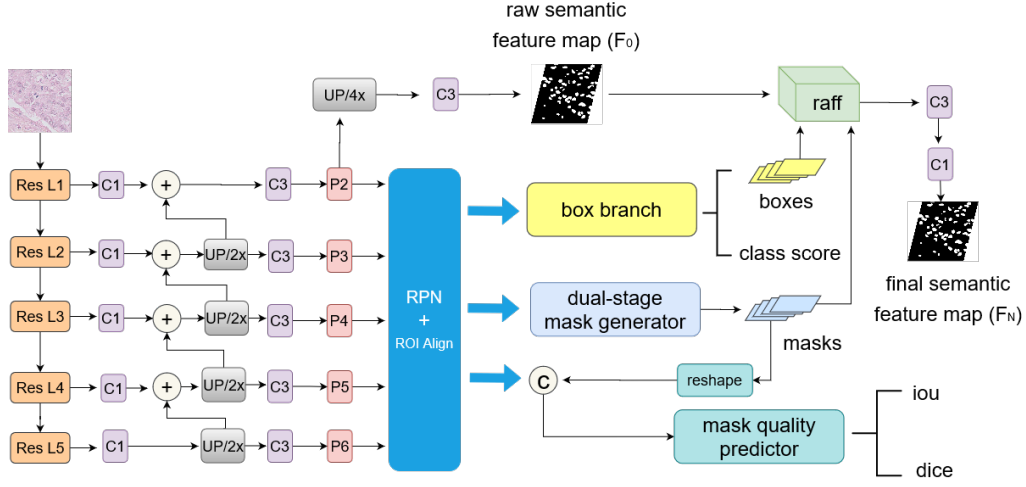 raw semantic
feature map (F₀)
UP/4x
C3
raff
C3
C1
Res L1
C1
+
C3
P2
Res L2
C1
+
UP/2x
C3
P3
Res L3
C1
+
UP/2x
C3
P4
Res L4
C1
+
UP/2x
C3
P5
Res L5
C1
UP/2x
C3
P6
RPN
+
ROI Align
box branch
boxes
class score
dual-stage
mask generator
masks
final semantic
feature map (Fɴ)
C
reshape
mask quality
predictor
iou
dice